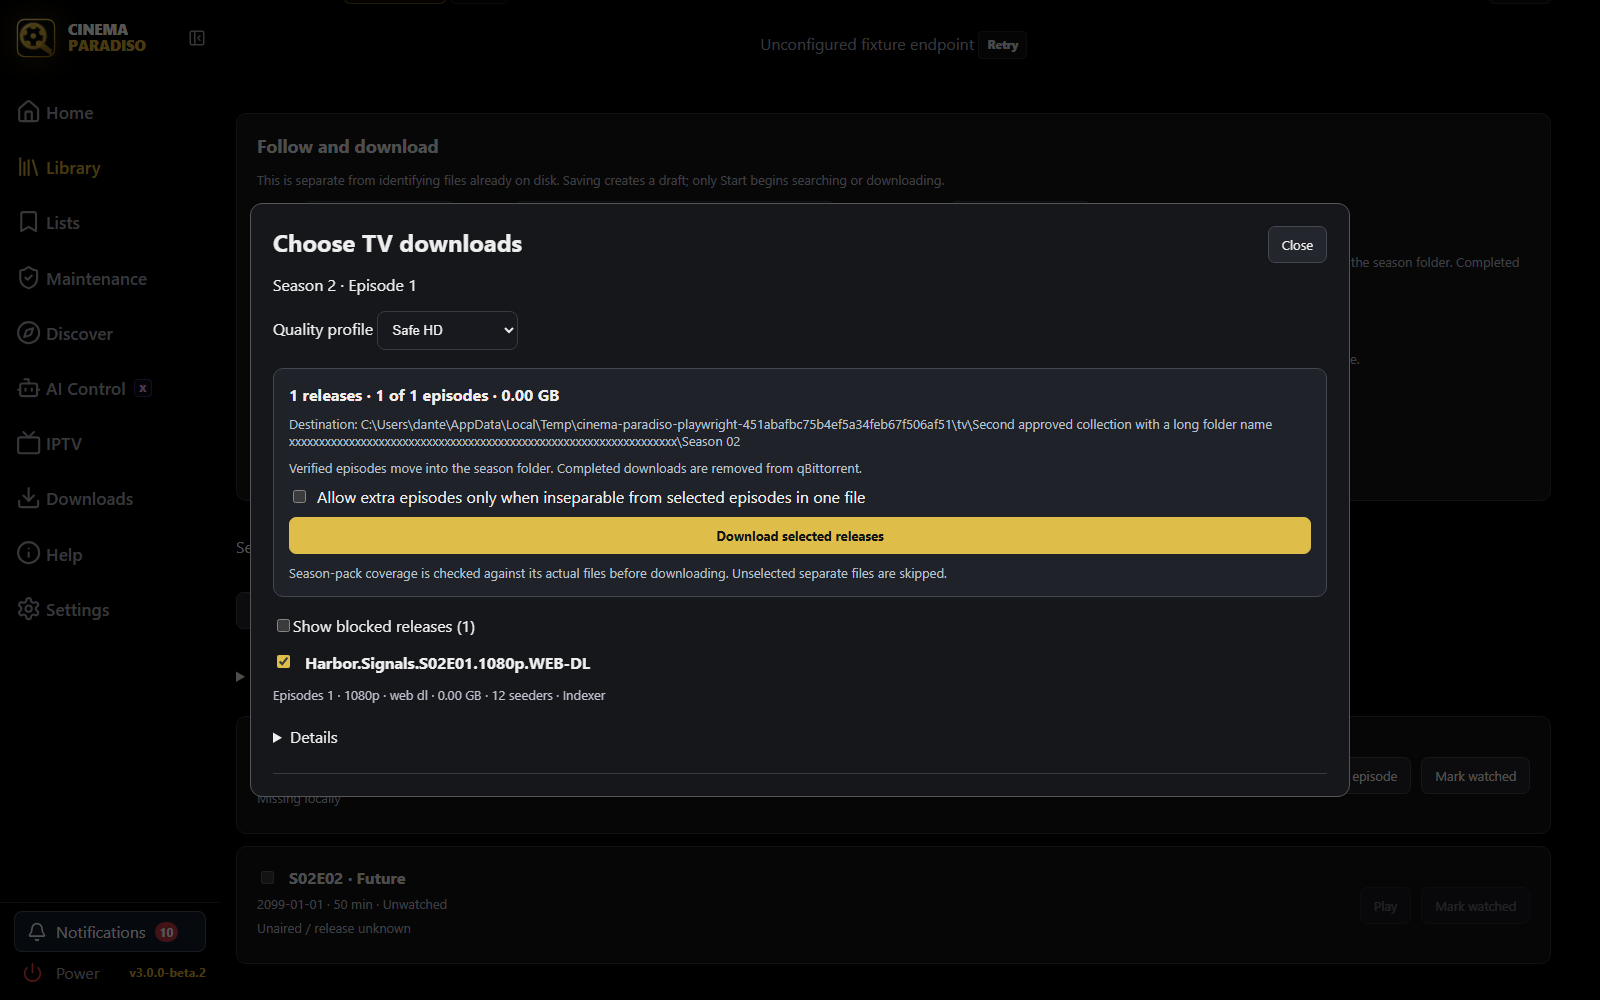 CINEMA
PARADISO
Unconfigured fixture endpoint Retry
Home
Library
Lists
Maintenance
Discover
AI Control x
IPTV
Downloads
Help
Settings
Notifications 10
Power v3.0.0-beta.2
Follow and download
This is separate from identifying files already on disk. Saving creates a draft; only Start begins searching or downloading.
the season folder. Completed
e.
Se
Choose TV downloads
Close
Season 2 · Episode 1
Quality profile Safe HD
1 releases · 1 of 1 episodes · 0.00 GB
Destination: C:\Users\dante\AppData\Local\Temp\cinema-paradiso-playwright-451abafbc75b4ef5a34feb67f506af51\tv\Second approved collection with a long folder name
xxxxxxxxxxxxxxxxxxxxxxxxxxxxxxxxxxxxxxxxxxxxxxxxxxxxxxxxxxxxxxxxxxxxxx\Season 02
Verified episodes move into the season folder. Completed downloads are removed from qBittorrent.
Allow extra episodes only when inseparable from selected episodes in one file
Download selected releases
Season-pack coverage is checked against its actual files before downloading. Unselected separate files are skipped.
Show blocked releases (1)
Harbor.Signals.S02E01.1080p.WEB-DL
Episodes 1 · 1080p · web dl · 0.00 GB · 12 seeders · Indexer
Details
episode
Mark watched
Missing locally
S02E02 · Future
2099-01-01 · 50 min · Unwatched
Unaired / release unknown
Play
Mark watched